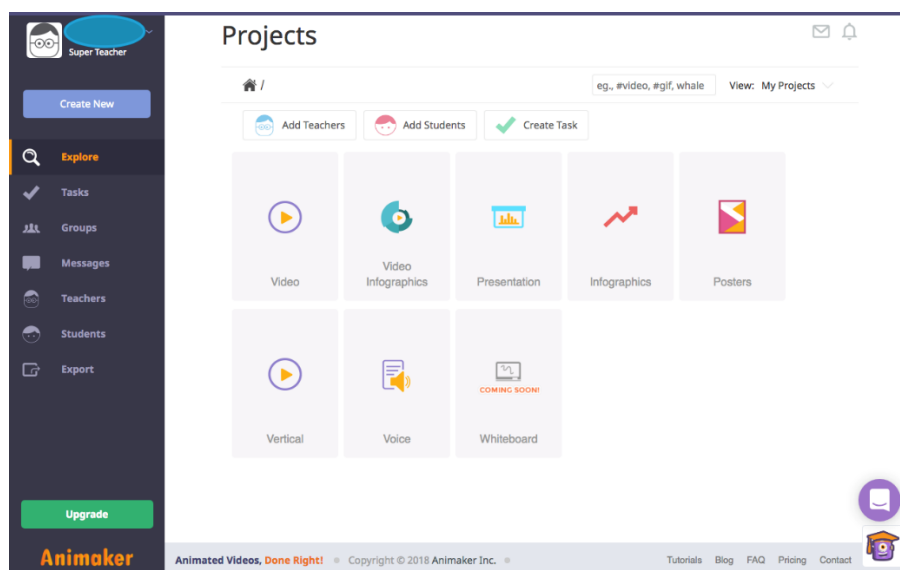 Super Teacher
Create New
Explore
Tasks
Groups
Messages
Teachers
Students
Export
Upgrade
Animaker
Projects
/
eg., #video, #gif, whale
View: My Projects
Add Teachers
Add Students
Create Task
Video
Video
Infographics
Presentation
Infographics
Posters
Vertical
Voice
COMING SOON!
Whiteboard
Animated Videos, Done Right!
Copyright © 2018 Animaker Inc.
Tutorials
Blog
FAQ
Pricing
Contact